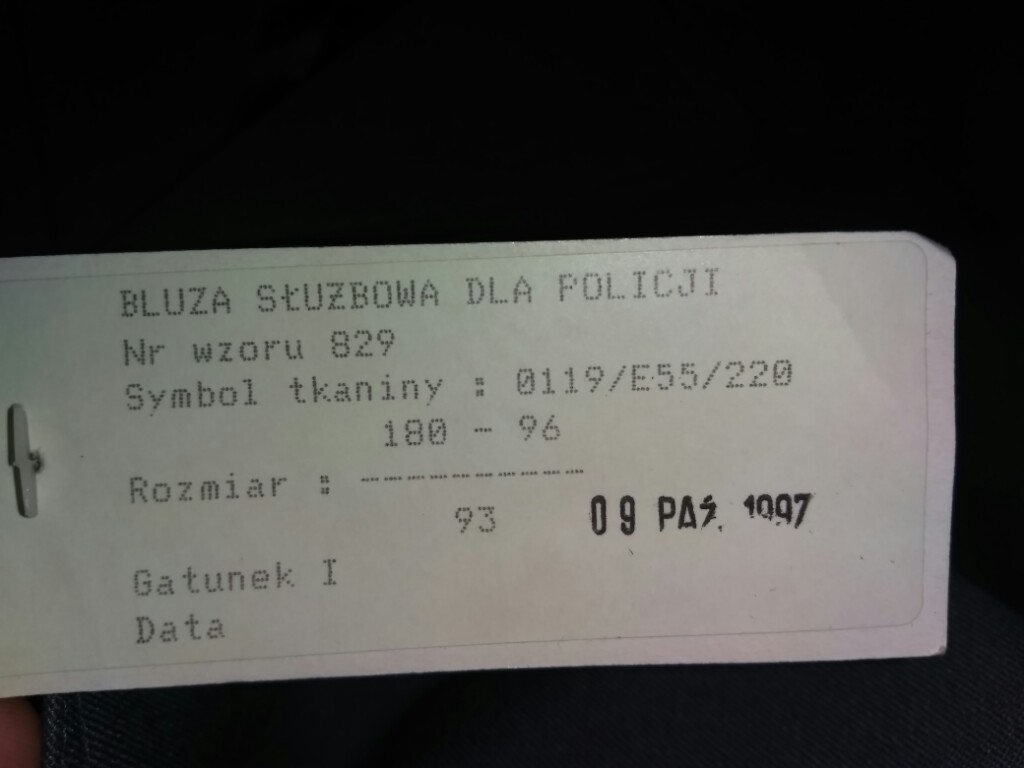 BLUZA SŁUŻBOWA DLA POLICJI
Nr wzoru 829
Symbol tkaniny : 0119/E55/220
180 - 96
Rozmiar : ----------
93 09 PAŹ. 1997
Gatunek I
Data